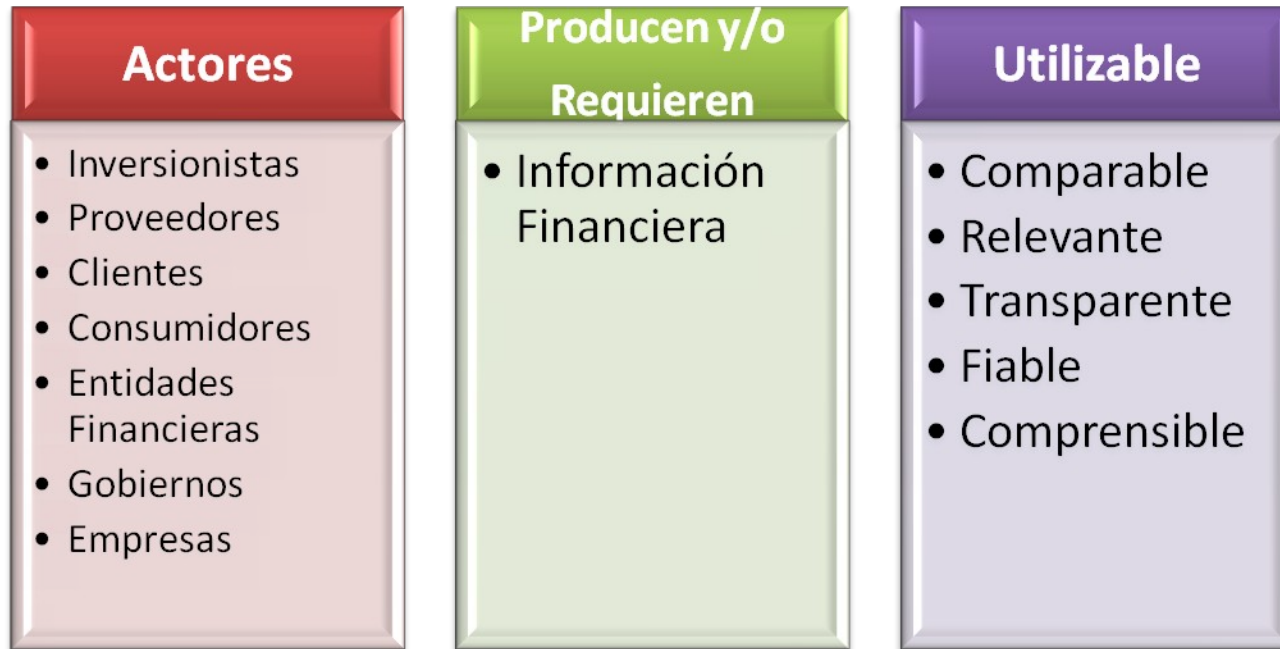 Actores
• Inversionistas
• Proveedores
• Clientes
• Consumidores
• Entidades
Financieras
• Gobiernos
• Empresas
Producen y/o
Requieren
• Información
Financiera
Utilizable
• Comparable
• Relevante
• Transparente
• Fiable
• Comprensible